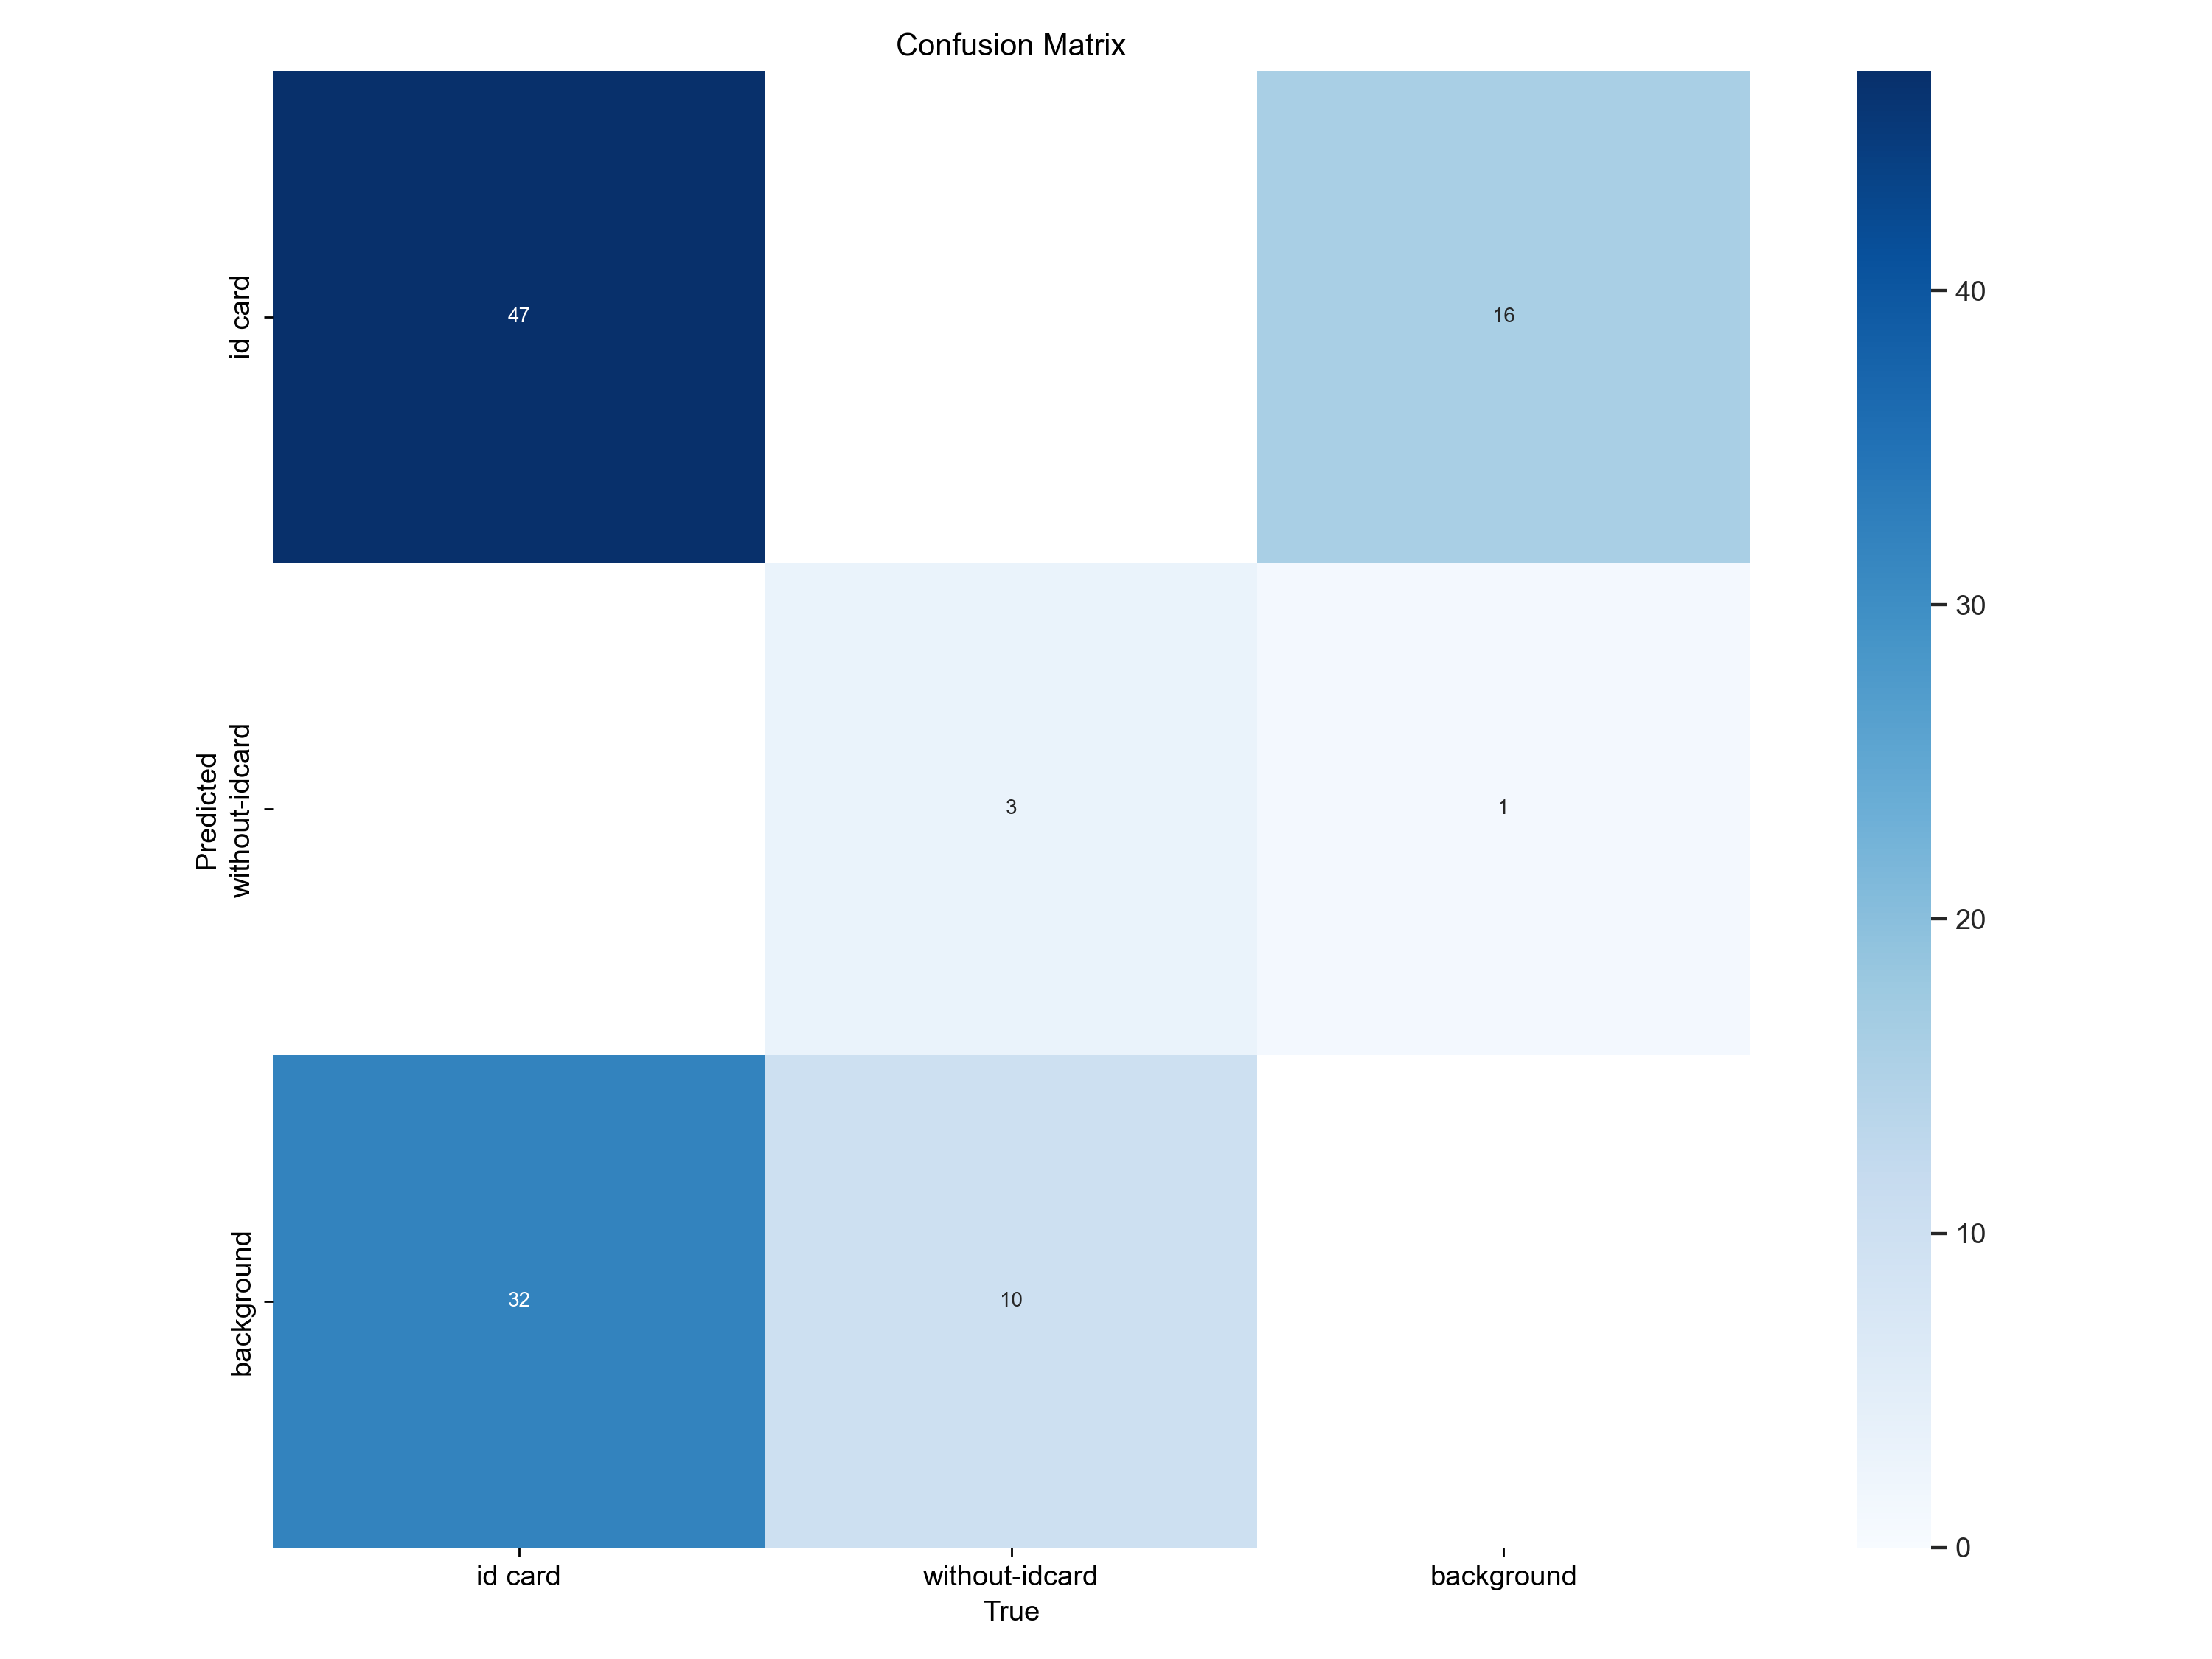 Confusion Matrix
id card
47
16
40
30
Predicted
without-idcard
3
1
20
background
32
10
10
0
id card
without-idcard
background
True